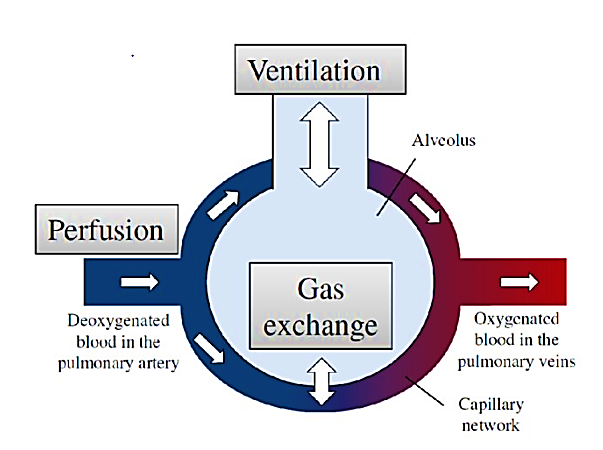 Ventilation
Alveolus
Perfusion
Gas
exchange
Deoxygenated
blood in the
pulmonary artery
Oxygenated
blood in the
pulmonary veins
Capillary
network